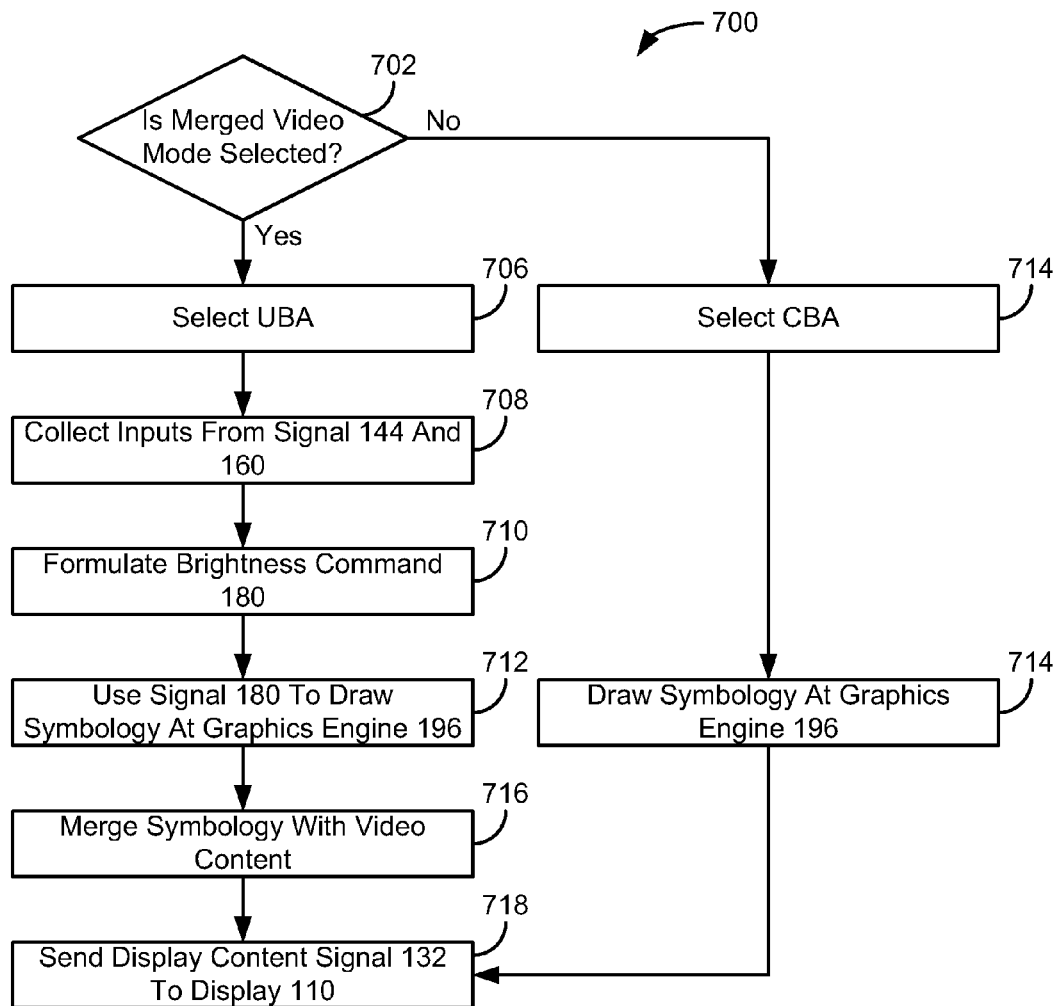 700
702
Is Merged Video
Mode Selected?
No
Yes
706
Select UBA
714
Select CBA
708
Collect Inputs From Signal 144 And
160
710
Formulate Brightness Command
180
712
Use Signal 180 To Draw
Symbology At Graphics Engine 196
714
Draw Symbology At Graphics
Engine 196
716
Merge Symbology With Video
Content
718
Send Display Content Signal 132
To Display 110